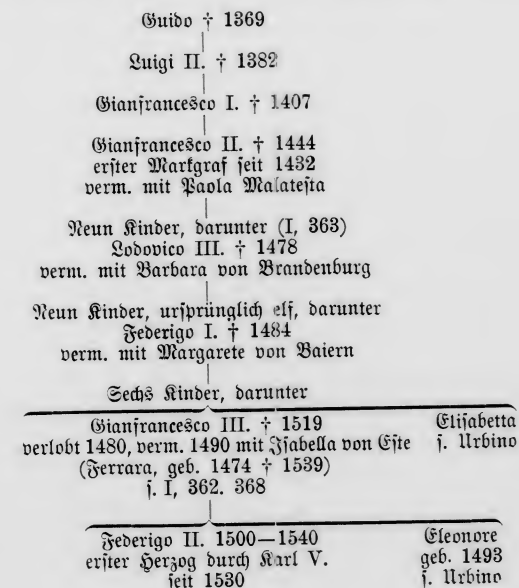 Guido † 1369
Luigi II. † 1382
Gianfrancesco I. † 1407
Gianfrancesco II. † 1444
erster Markgraf seit 1432
verm. mit Paola Malatesta
Neun Kinder, darunter (I, 363)
Lodovico III. † 1478
verm. mit Barbara von Brandenburg
Neun Kinder, ursprünglich elf, darunter
Federigo I. † 1484
verm. mit Margarete von Baiern
Sechs Kinder, darunter
Gianfrancesco III. † 1519
verlobt 1480, verm. 1490 mit Isabella von Este
(Ferrara, geb. 1474 † 1539)
s. I, 362. 368
Elisabetta
s. Urbino
Federigo II. 1500—1540
erster Herzog durch Karl V.
seit 1530
Eleonore
geb. 1493
s. Urbino